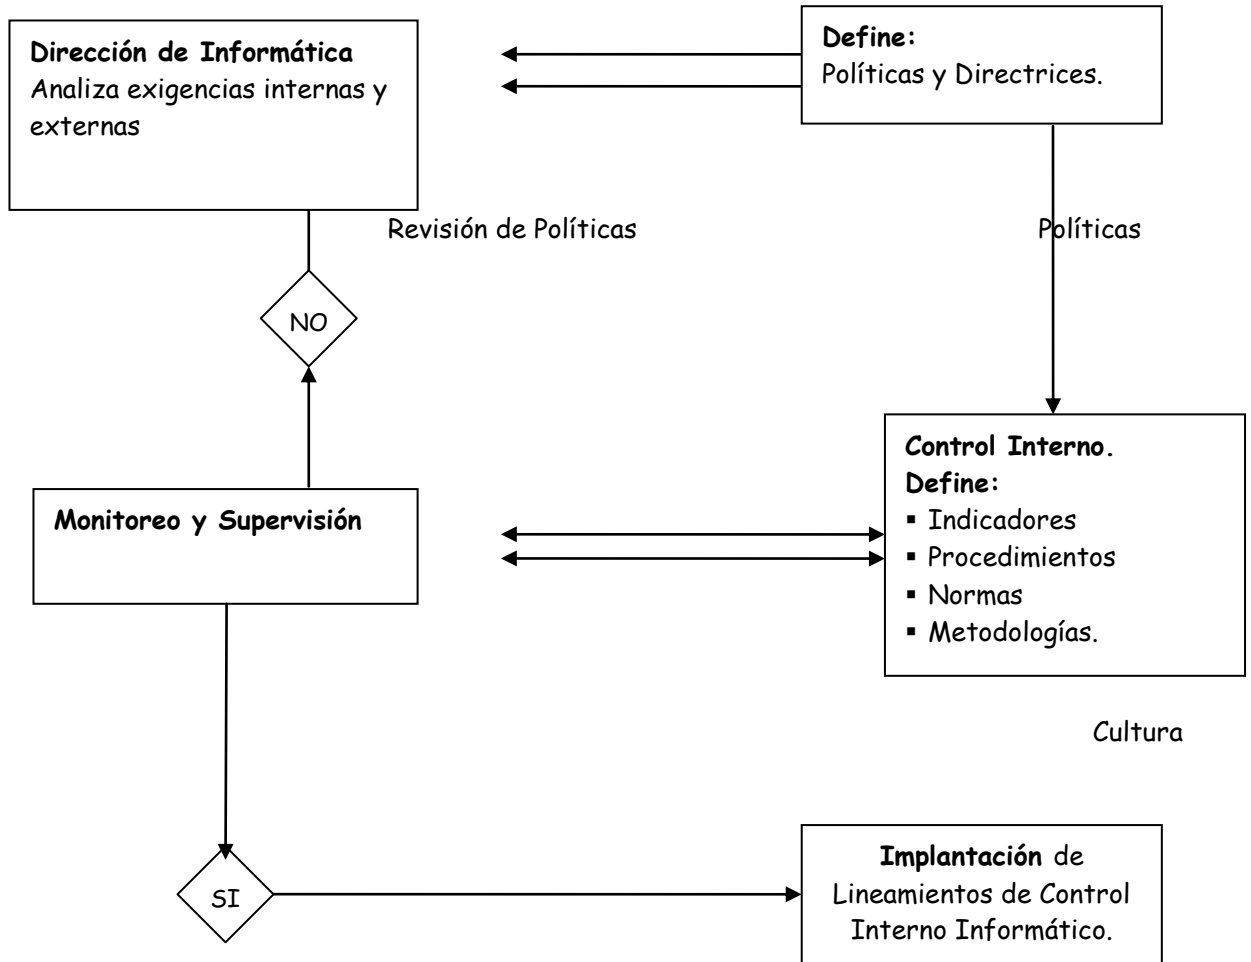 Dirección de Informática
Analiza exigencias internas y
externas
Define:
Políticas y Directrices.
Revisión de Políticas
Políticas
NO
Monitoreo y Supervisión
Control Interno.
Define:
▪ Indicadores
▪ Procedimientos
▪ Normas
▪ Metodologías.
Cultura
SI
Implantación de
Lineamientos de Control
Interno Informático.